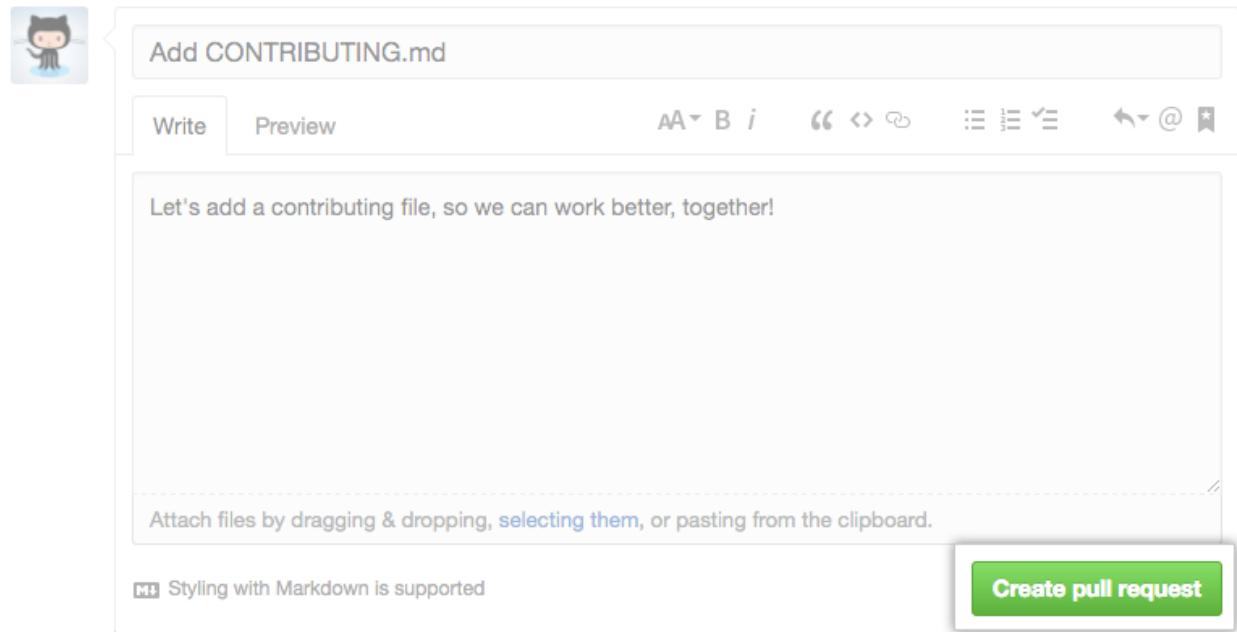 Add CONTRIBUTING.md
Write Preview AA B i @
Let's add a contributing file, so we can work better, together!
Attach files by dragging & dropping, selecting them, or pasting from the clipboard.
M↓ Styling with Markdown is supported
Create pull request